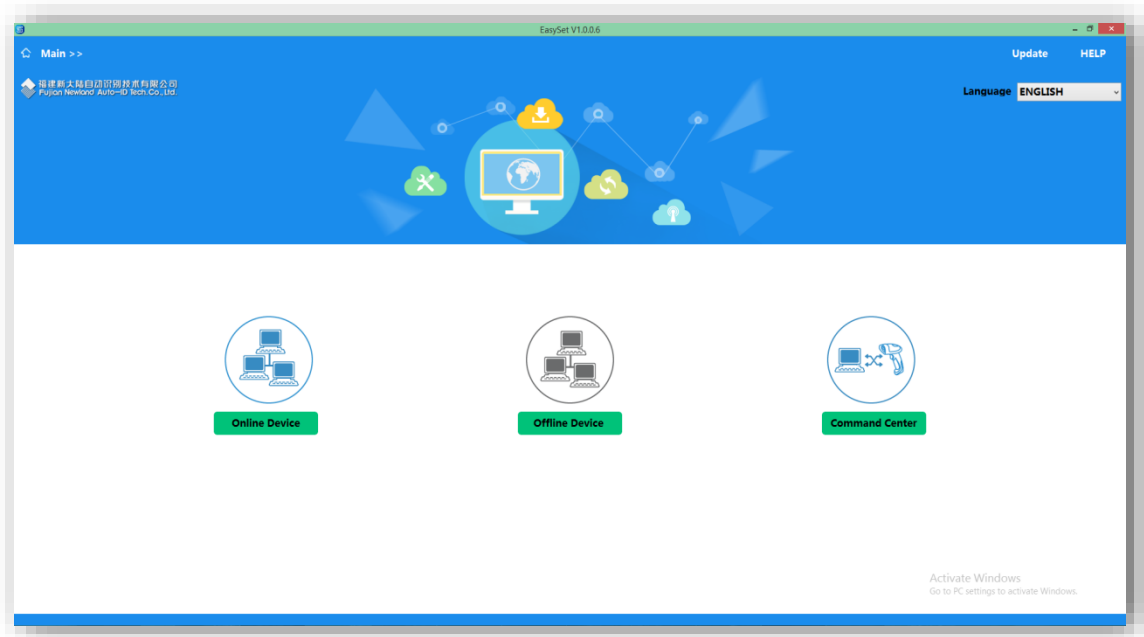 EasySet V1.0.0.6
Main >>
Update
HELP
福建新大陆自动识别技术有限公司
Fujian Newland Auto-ID Tech.Co.,Ltd.
Language ENGLISH
Online Device
Offline Device
Command Center
Activate Windows
Go to PC settings to activate Windows.